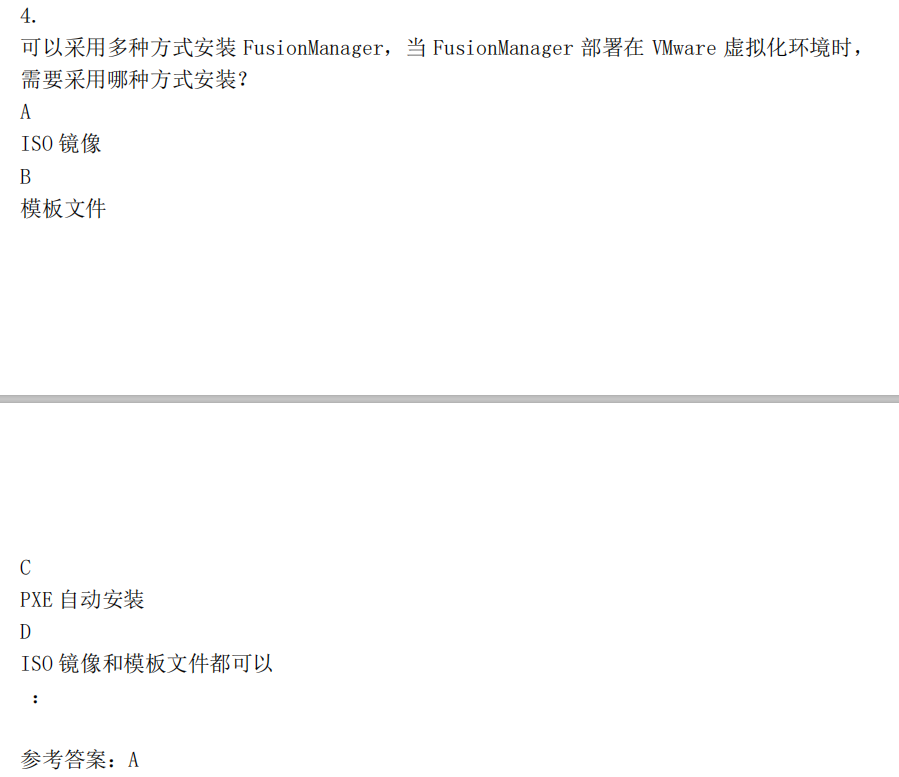 4.
可以采用多种方式安装 FusionManager，当 FusionManager 部署在 VMware 虚拟化环境时，
需要采用哪种方式安装？
A
ISO 镜像
B
模板文件
C
PXE 自动安装
D
ISO 镜像和模板文件都可以
：
参考答案：A